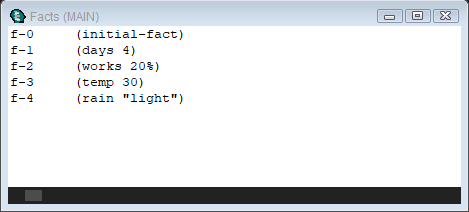 Facts (MAIN)
f-0 (initial-fact)
f-1 (days 4)
f-2 (works 20%)
f-3 (temp 30)
f-4 (rain "light")